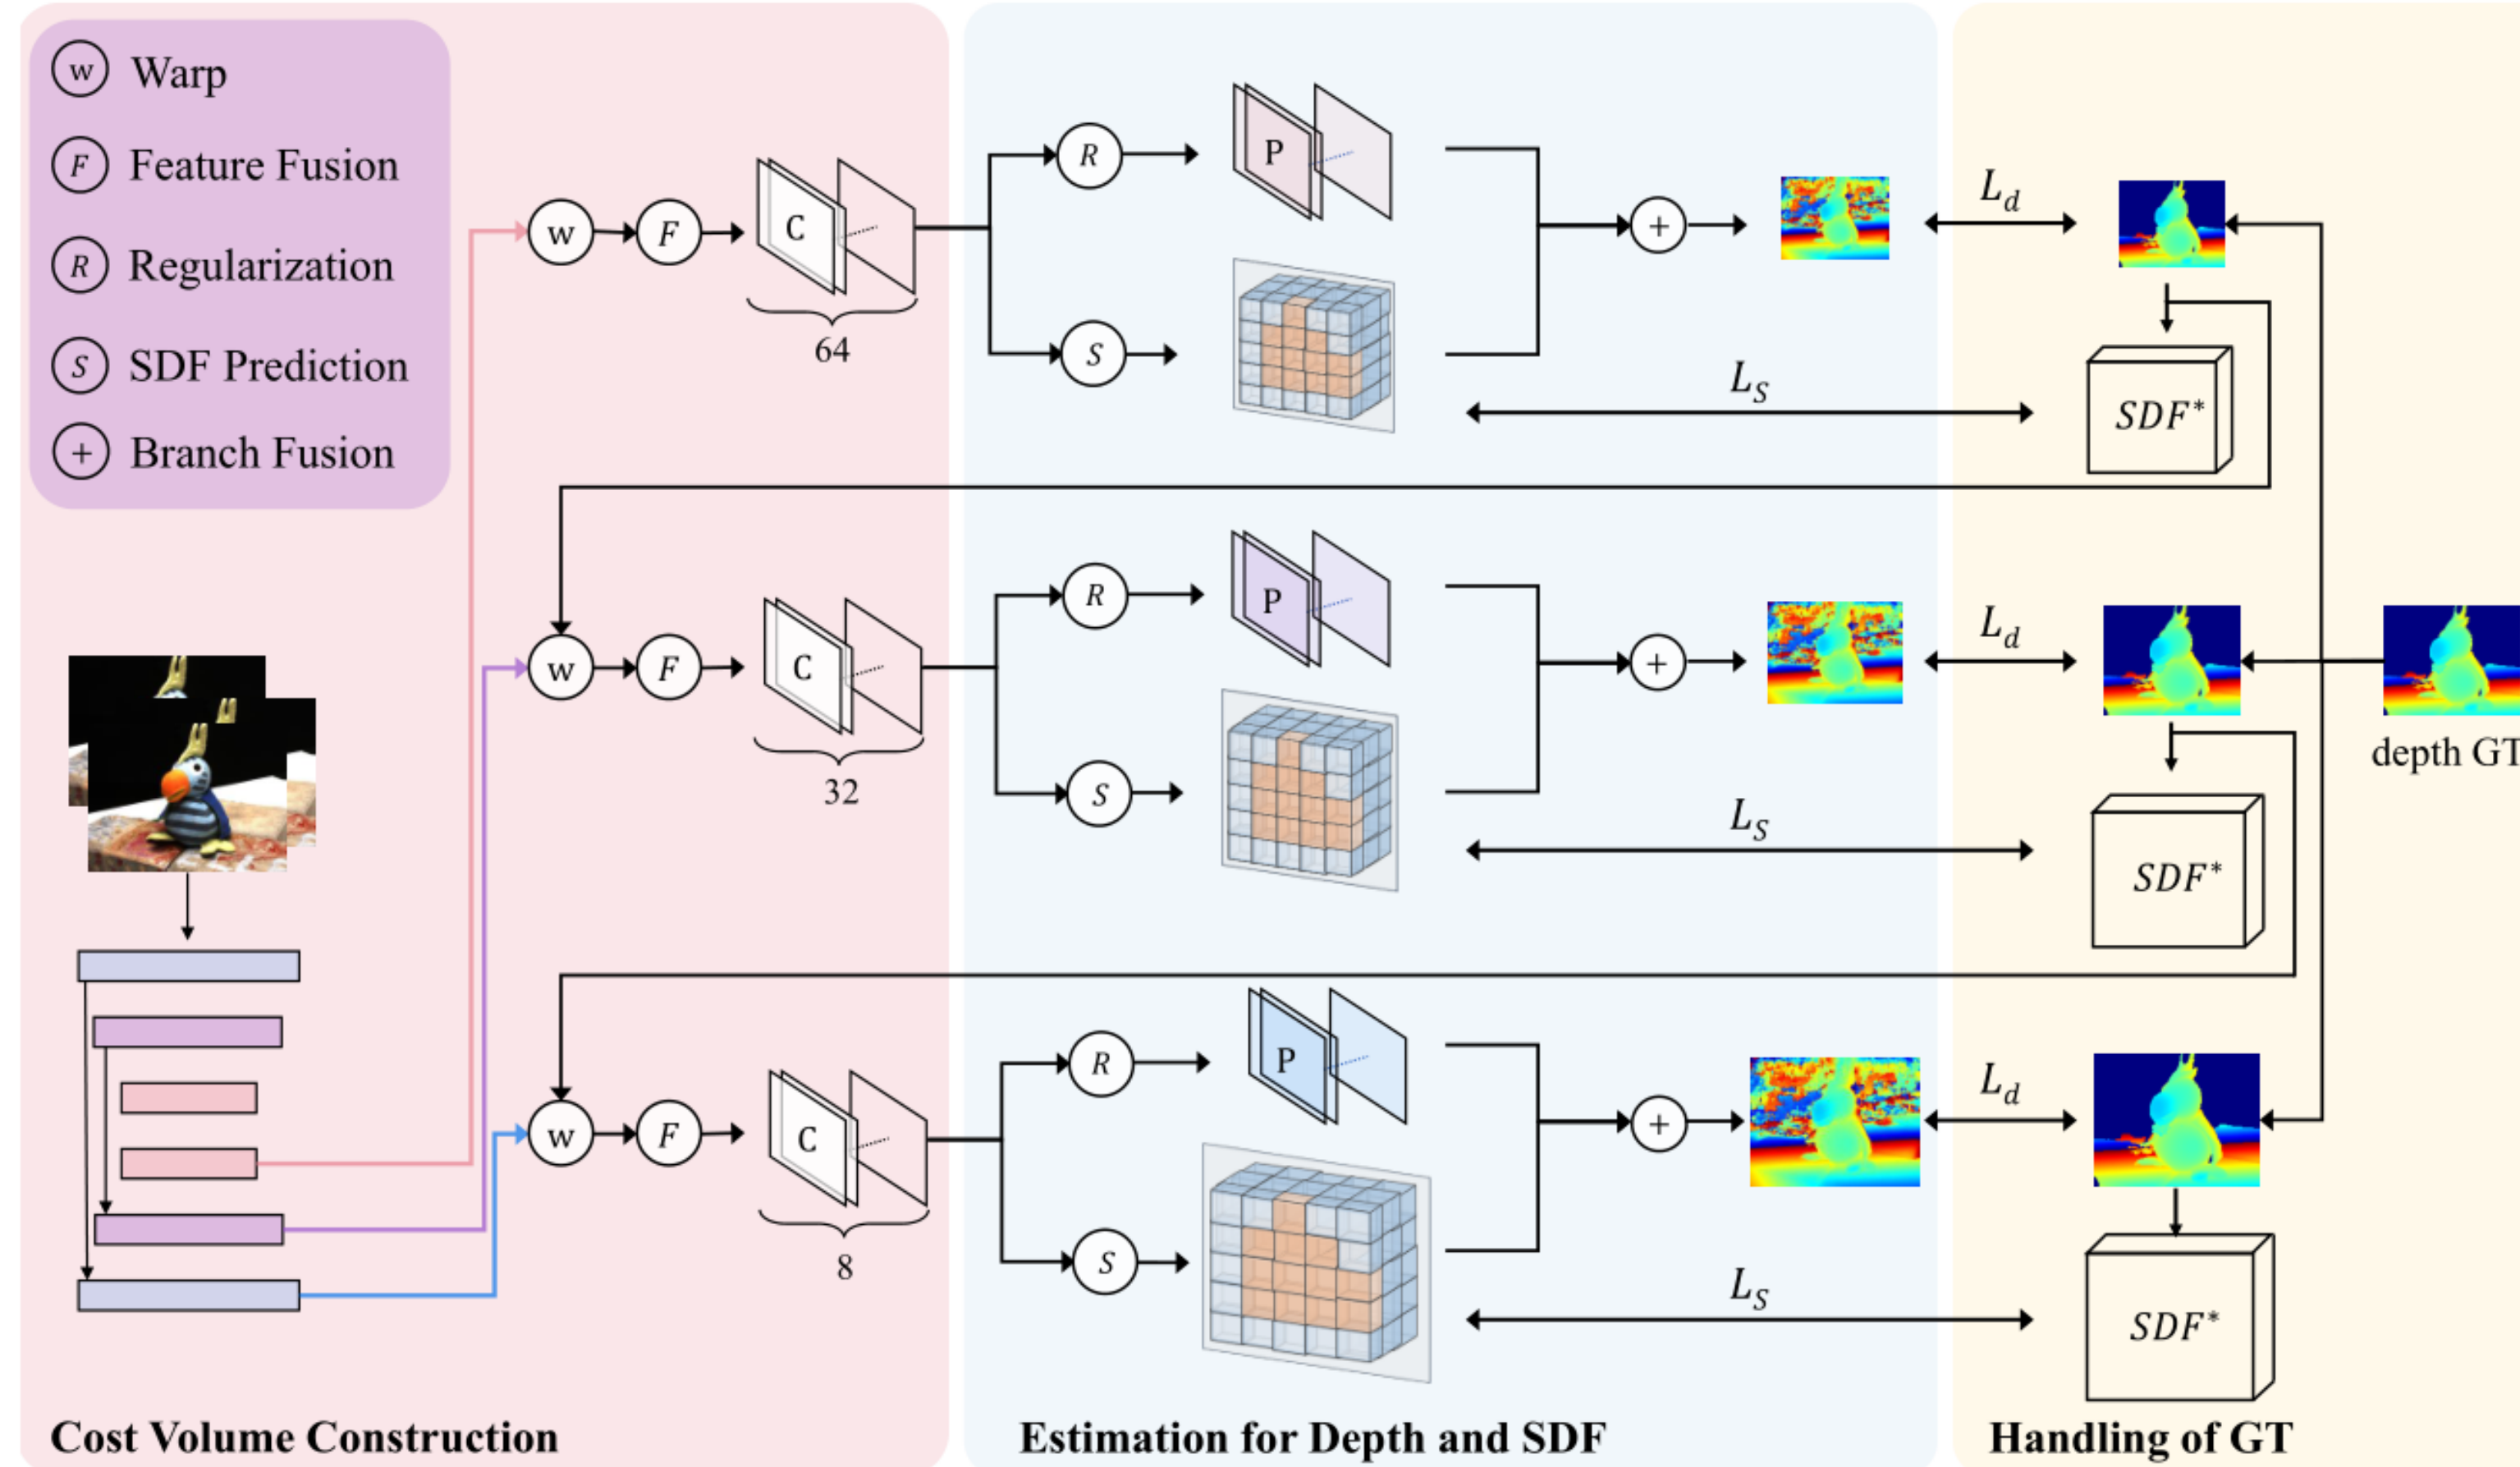 w Warp
F Feature Fusion
R Regularization
S SDF Prediction
+ Branch Fusion
w F C 64
R P
S
+
L_d
L_S
SDF*
w F C 32
R P
S
+
L_d
L_S
SDF*
depth GT
w F C 8
R P
S
+
L_d
L_S
SDF*
Cost Volume Construction
Estimation for Depth and SDF
Handling of GT